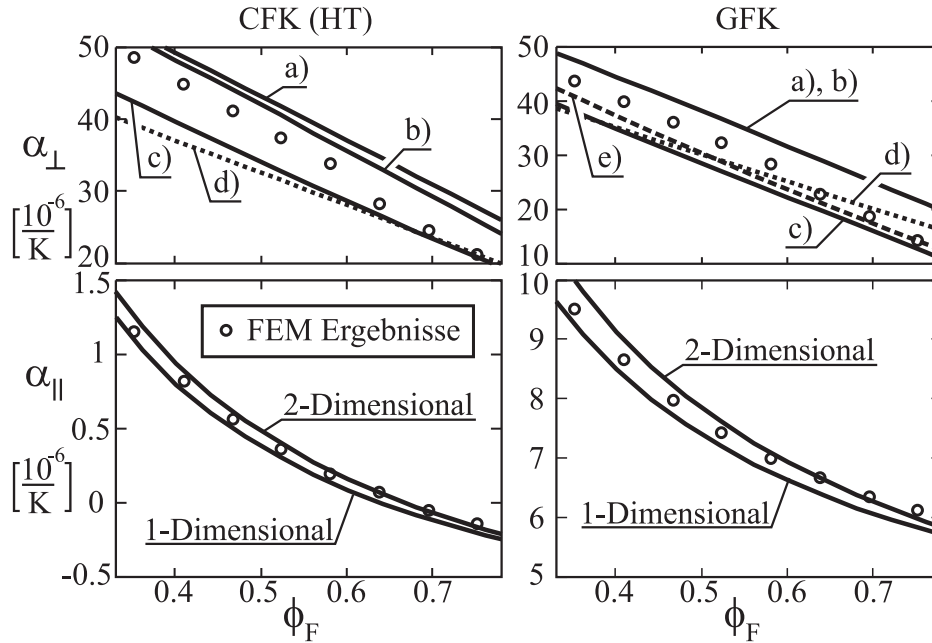 CFK (HT)
GFK
50
40
30
20
α⊥
[10^-6/K]
a)
b)
c)
d)
50
40
30
20
10
a), b)
e)
d)
c)
1.5
1
0.5
0
-0.5
α||
[10^-6/K]
FEM Ergebnisse
2-Dimensional
1-Dimensional
10
9
8
7
6
5
2-Dimensional
1-Dimensional
0.4 0.5 0.6 0.7
ϕF
0.4 0.5 0.6 0.7
ϕF